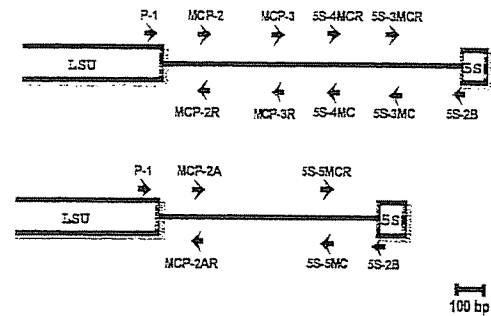 P-1 MCP-2 MCP-3 5S-4MCR 5S-3MCR
LSU 5S
MCP-2R MCP-3R 5S-4MC 5S-3MC 5S-2B
P-1 MCP-2A 5S-5MCR
LSU 5S
MCP-2AR 5S-5MC 5S-2B
100 bp